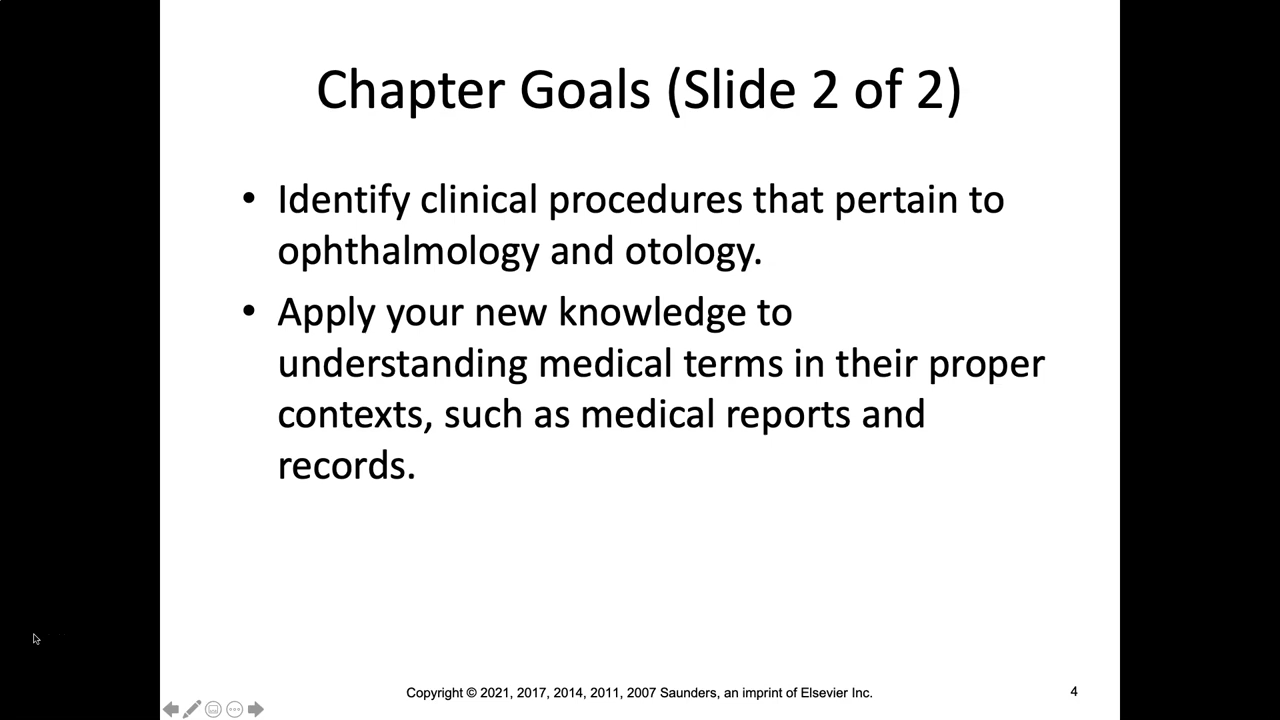 Chapter Goals (Slide 2 of 2)
• Identify clinical procedures that pertain to
ophthalmology and otology.
• Apply your new knowledge to
understanding medical terms in their proper
contexts, such as medical reports and
records.
Copyright © 2021, 2017, 2014, 2011, 2007 Saunders, an imprint of Elsevier Inc.
4